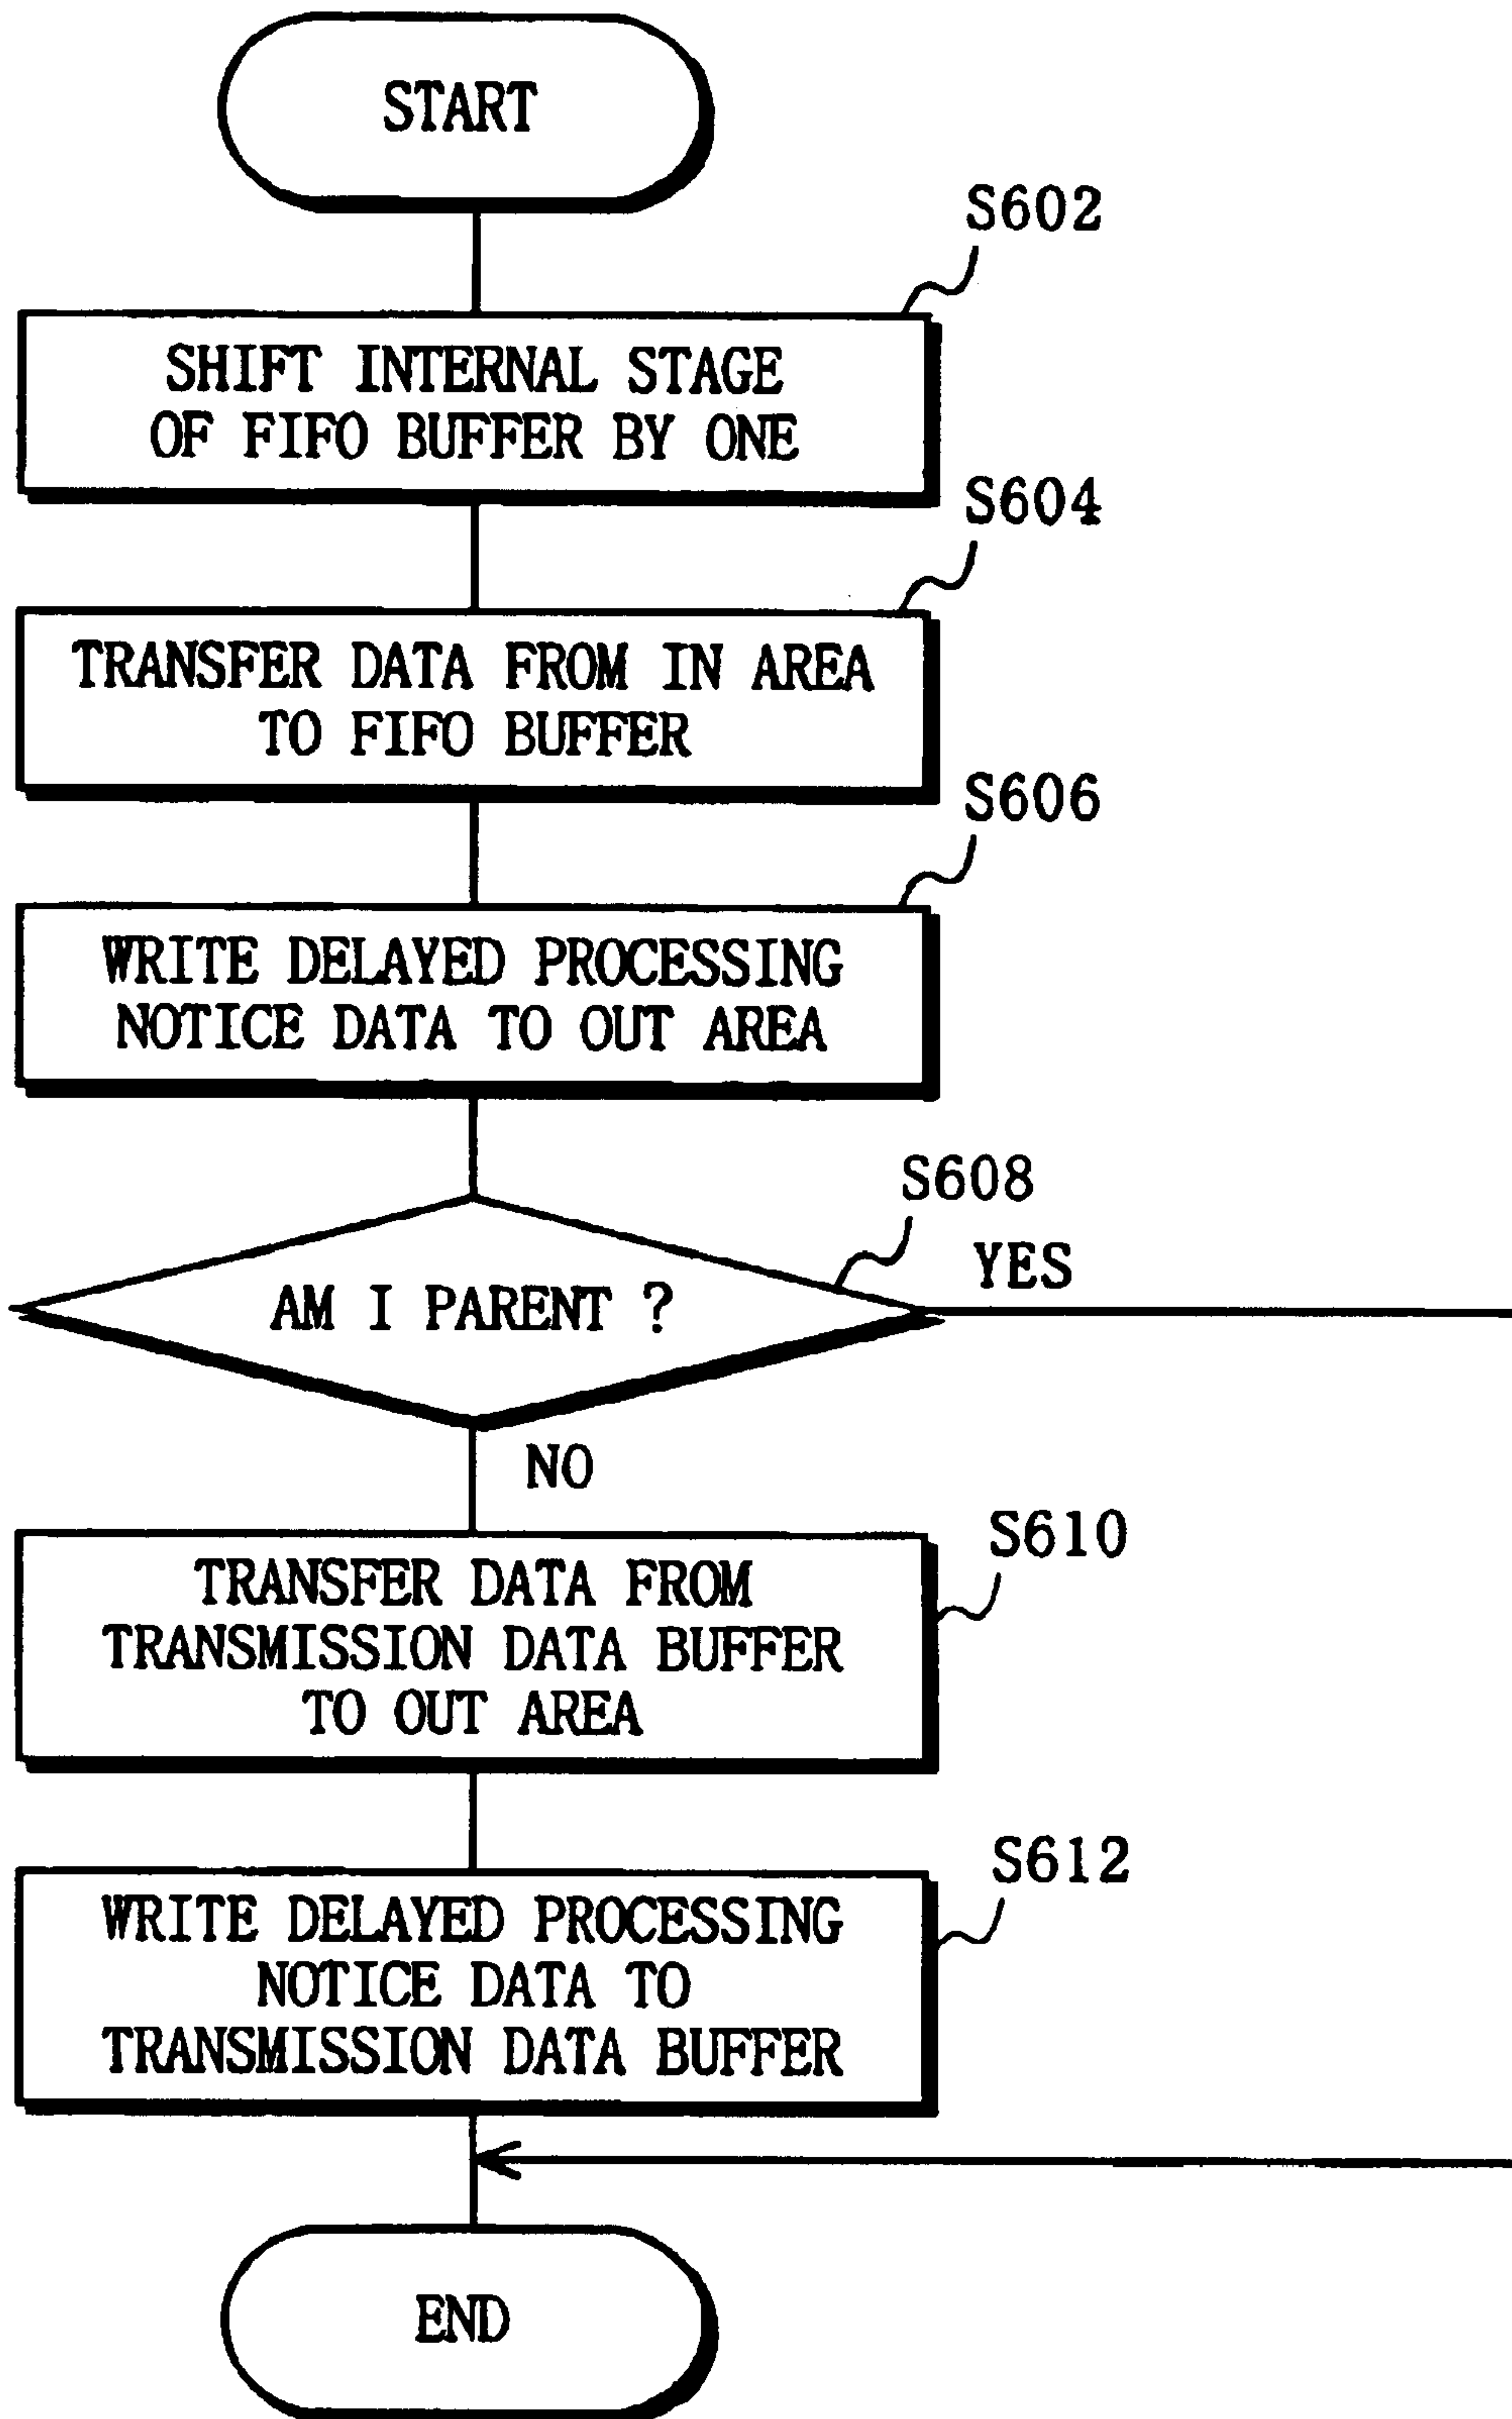 START
S602
SHIFT INTERNAL STAGE
OF FIFO BUFFER BY ONE
S604
TRANSFER DATA FROM IN AREA
TO FIFO BUFFER
S606
WRITE DELAYED PROCESSING
NOTICE DATA TO OUT AREA
S608
YES
AM I PARENT ?
NO
S610
TRANSFER DATA FROM
TRANSMISSION DATA BUFFER
TO OUT AREA
S612
WRITE DELAYED PROCESSING
NOTICE DATA TO
TRANSMISSION DATA BUFFER
END